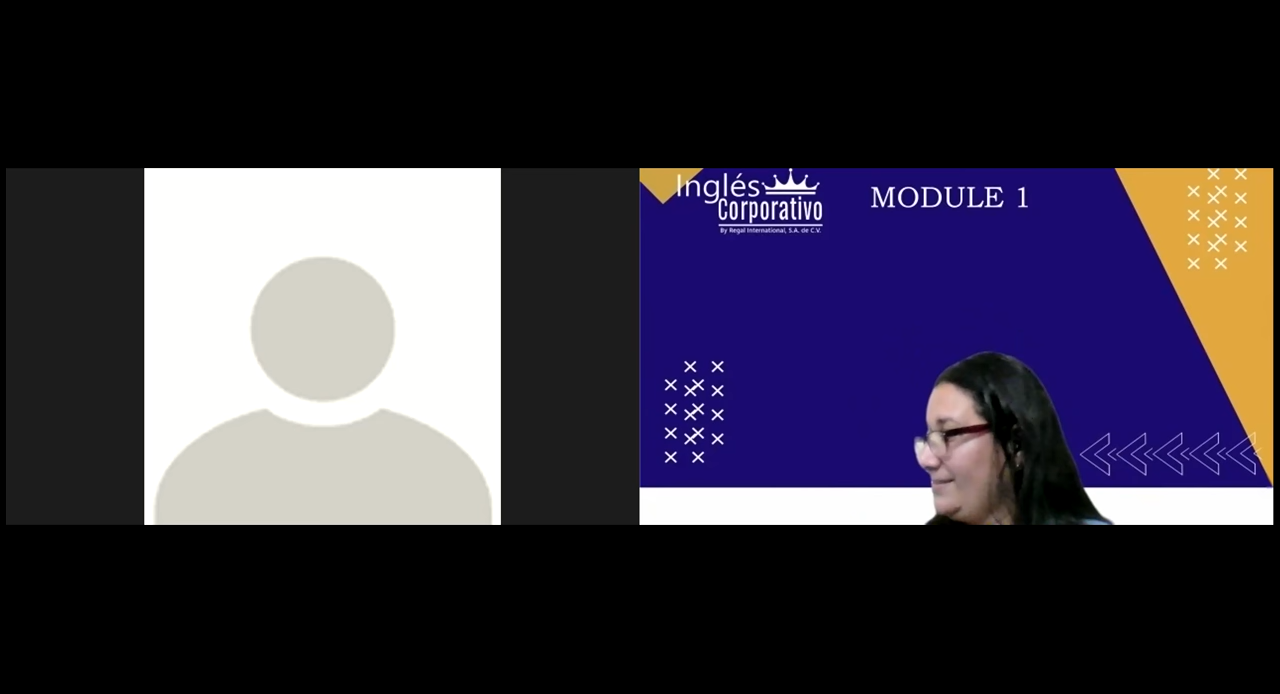 Inglés
Corporativo
By Regal International, S.A. de C.V.
MODULE 1